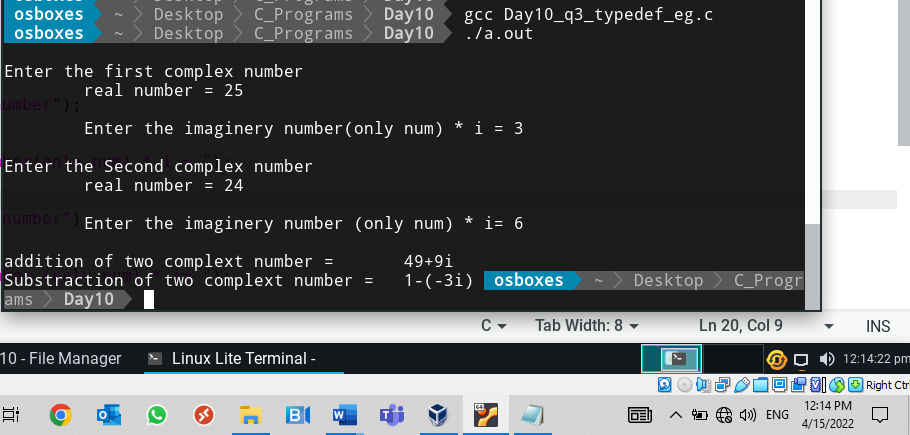 osboxes ~ Desktop C_Programs Day10
osboxes ~ Desktop C_Programs Day10 gcc Day10_q3_typedef_eg.c
osboxes ~ Desktop C_Programs Day10 ./a.out
Enter the first complex number
real number = 25
umber");
Enter the imaginery number(only num) * i = 3
Enter the Second complex number
real number = 24
number")
Enter the imaginery number (only num) * i= 6
addition of two complext number = 49+9i
Substraction of two complext number = 1-(-3i) osboxes ~ Desktop C_Progr
ams Day10
C Tab Width: 8 Ln 20, Col 9 INS
10 - File Manager Linux Lite Terminal - 12:14:22 pm
Right Ctr
ENG 12:14 PM
4/15/2022